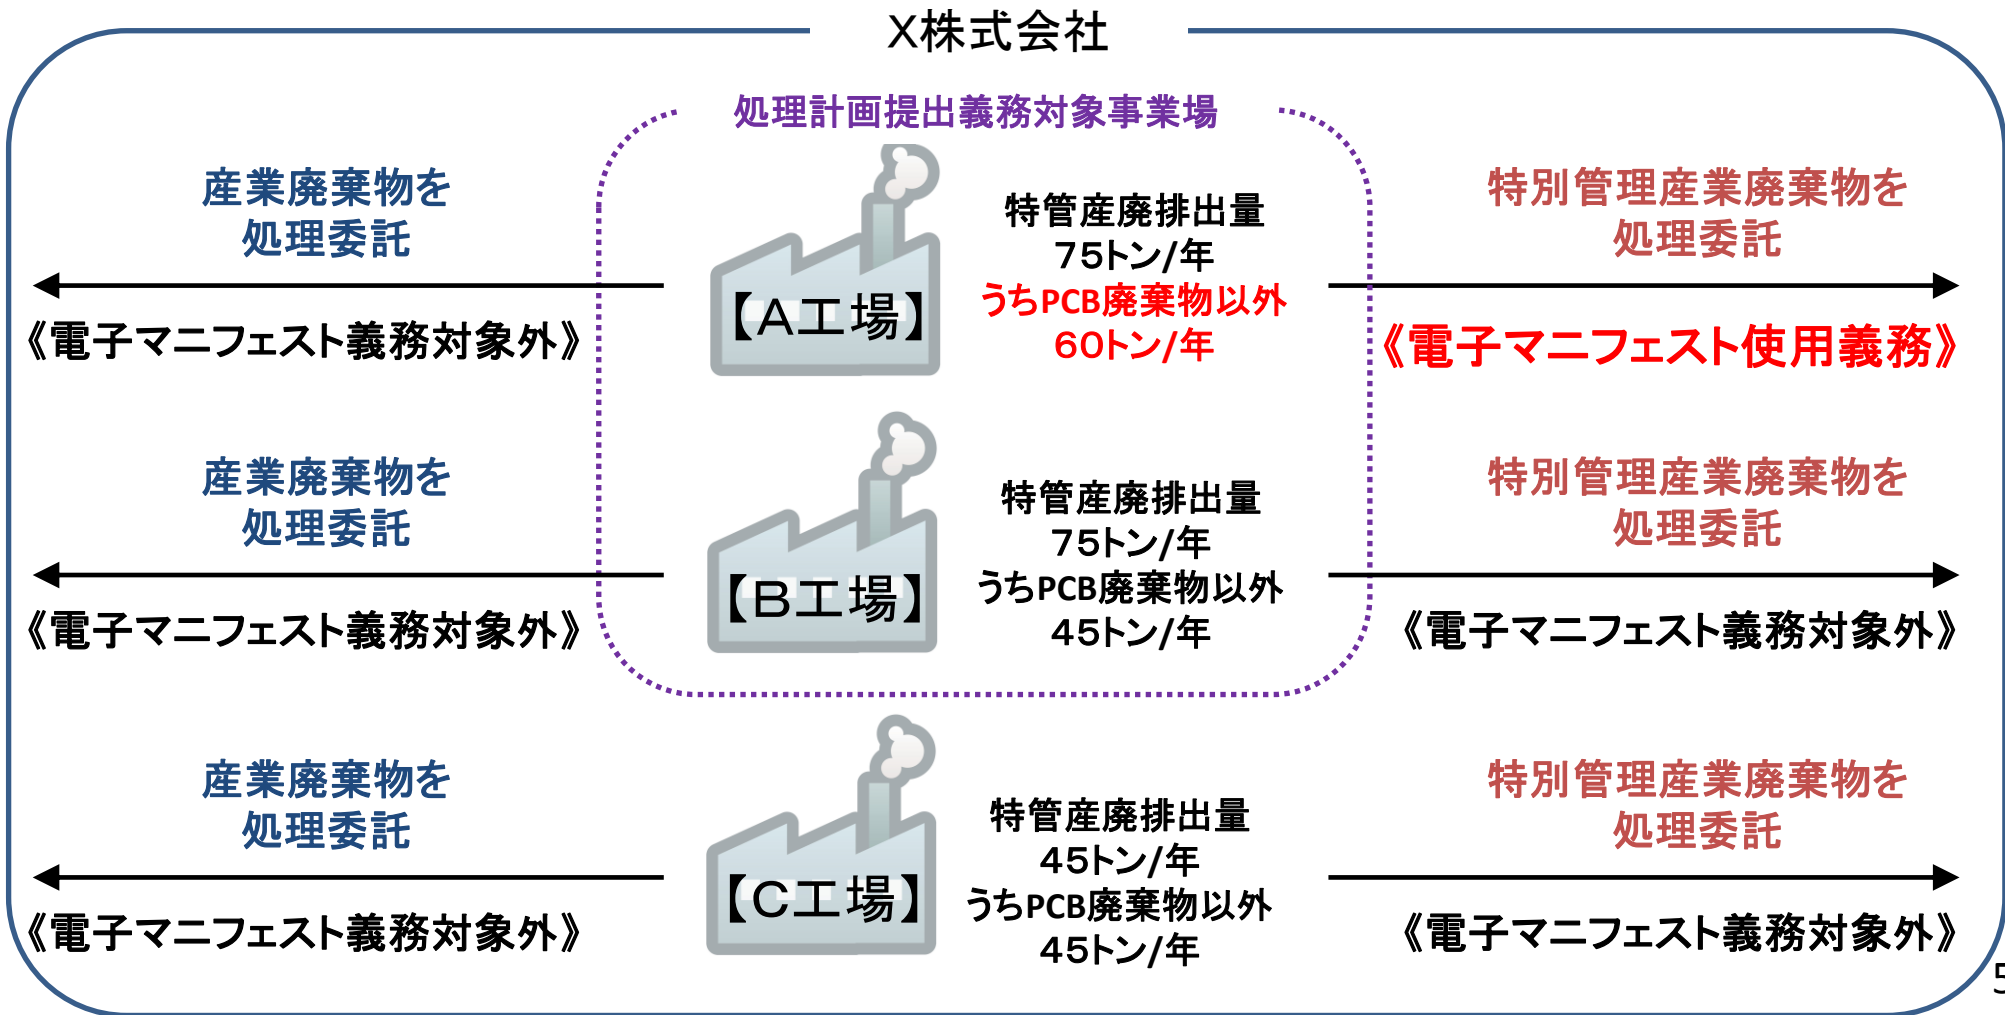 X株式会社
処理計画提出義務対象事業場
産業廃棄物を
処理委託
《電子マニフェスト義務対象外》
【A工場】
特管産廃排出量
75トン/年
うちPCB廃棄物以外
60トン/年
特別管理産業廃棄物を
処理委託
《電子マニフェスト使用義務》
産業廃棄物を
処理委託
《電子マニフェスト義務対象外》
【B工場】
特管産廃排出量
75トン/年
うちPCB廃棄物以外
45トン/年
特別管理産業廃棄物を
処理委託
《電子マニフェスト義務対象外》
産業廃棄物を
処理委託
《電子マニフェスト義務対象外》
【C工場】
特管産廃排出量
45トン/年
うちPCB廃棄物以外
45トン/年
特別管理産業廃棄物を
処理委託
《電子マニフェスト義務対象外》
5